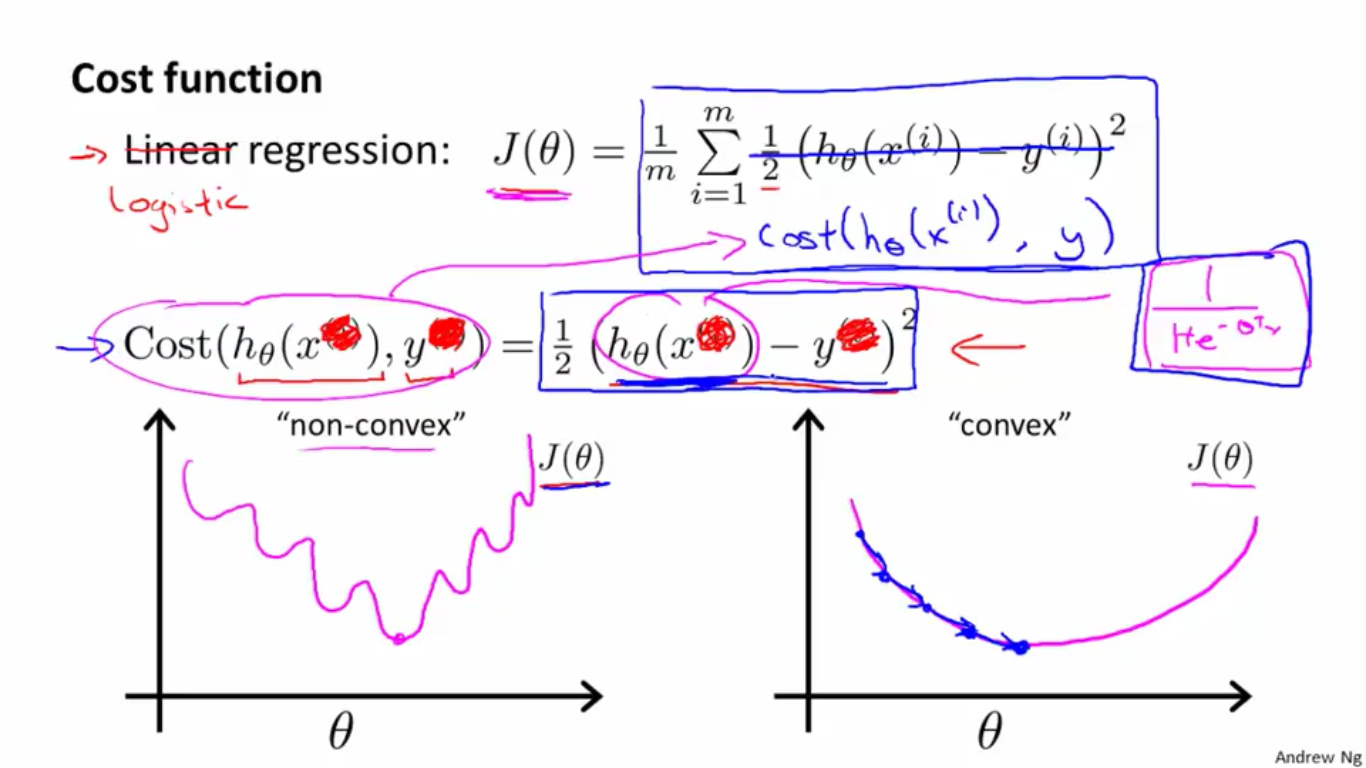 Cost function
→ Linear regression: J(θ) = 1/m ∑_{i=1}^{m} 1/2 (h_θ(x^{(i)}) − y^{(i)})^2
logistic
cost(h_θ(x^{(i)}), y)
1/(1+e^{-θ^T x})
Cost(h_θ(x), y) = 1/2 (h_θ(x) − y)^2
“non-convex”
“convex”
J(θ)
J(θ)
θ
θ
Andrew Ng